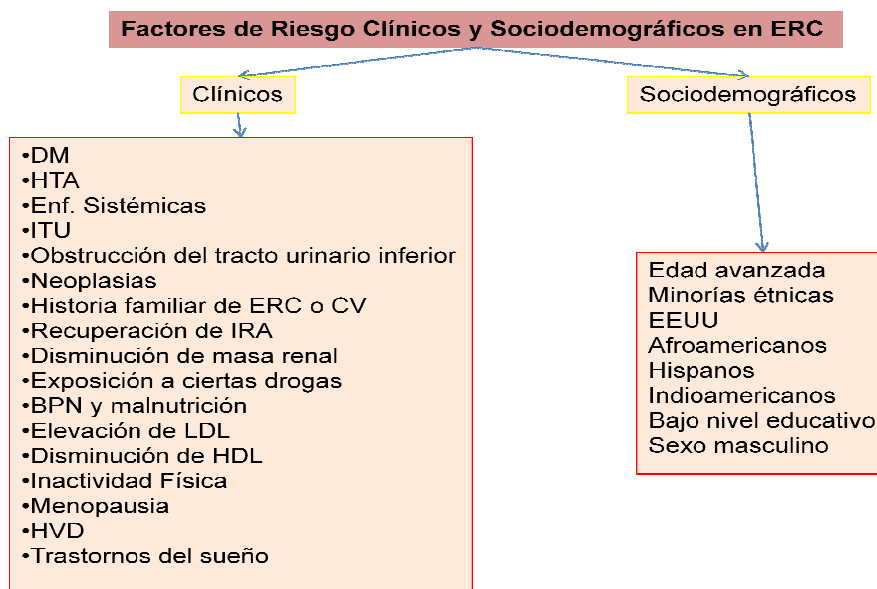 Factores de Riesgo Clínicos y Sociodemográficos en ERC
Clínicos
Sociodemográficos
•DM
•HTA
•Enf. Sistémicas
•ITU
•Obstrucción del tracto urinario inferior
•Neoplasias
•Historia familiar de ERC o CV
•Recuperación de IRA
•Disminución de masa renal
•Exposición a ciertas drogas
•BPN y malnutrición
•Elevación de LDL
•Disminución de HDL
•Inactividad Física
•Menopausia
•HVD
•Trastornos del sueño
Edad avanzada
Minorías étnicas
EEUU
Afroamericanos
Hispanos
Indioamericanos
Bajo nivel educativo
Sexo masculino